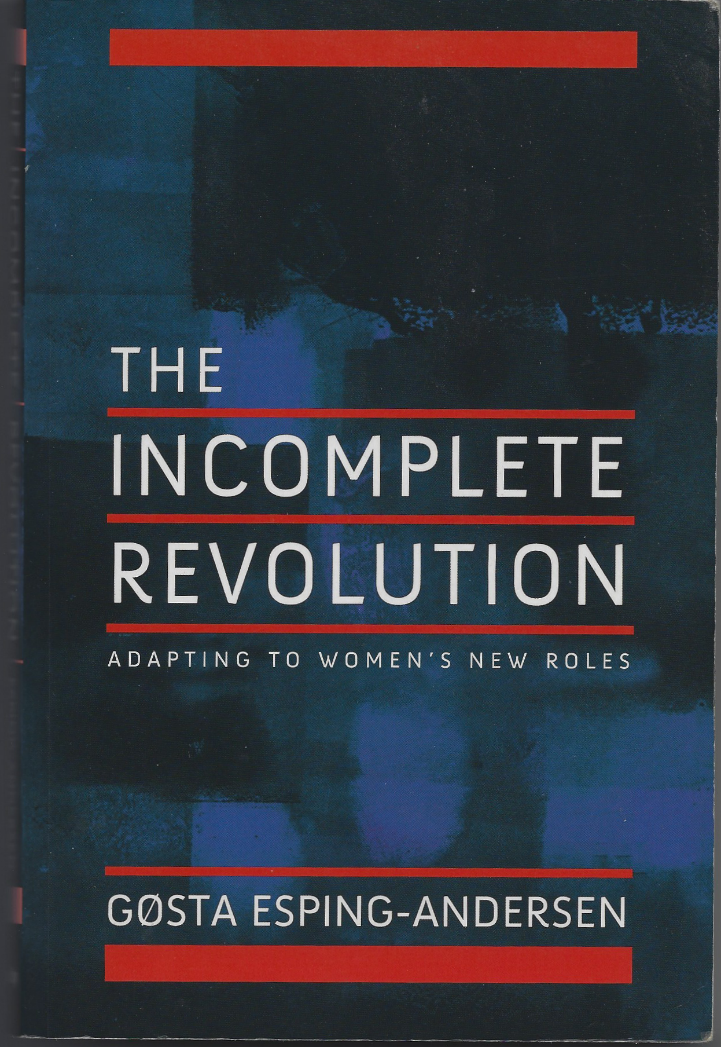 THE
INCOMPLETE
REVOLUTION
ADAPTING TO WOMEN'S NEW ROLES
GØSTA ESPING-ANDERSEN